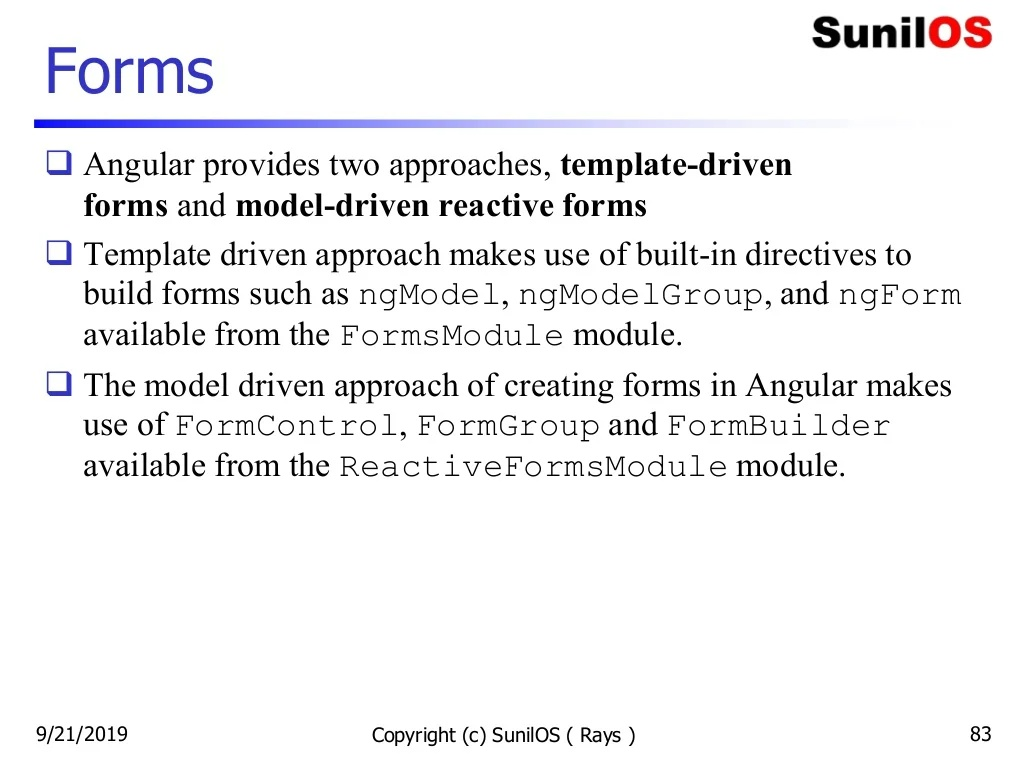 SunilOS
Forms
Angular provides two approaches, template-driven
forms and model-driven reactive forms
Template driven approach makes use of built-in directives to
build forms such as ngModel, ngModelGroup, and ngForm
available from the FormsModule module.
The model driven approach of creating forms in Angular makes
use of FormControl, FormGroup and FormBuilder
available from the ReactiveFormsModule module.
9/21/2019
Copyright (c) SunilOS ( Rays )
83